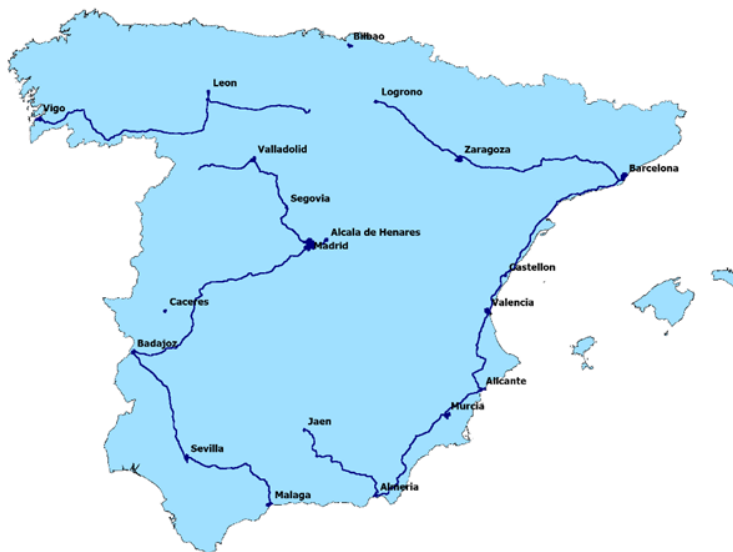 Bilbao
Leon
Logrono
Vigo
Valladolid
Zaragoza
Barcelona
Segovia
Alcala de Henares
Madrid
Castellon
Caceres
Valencia
Badajoz
Alicante
Murcia
Jaen
Sevilla
Almeria
Malaga